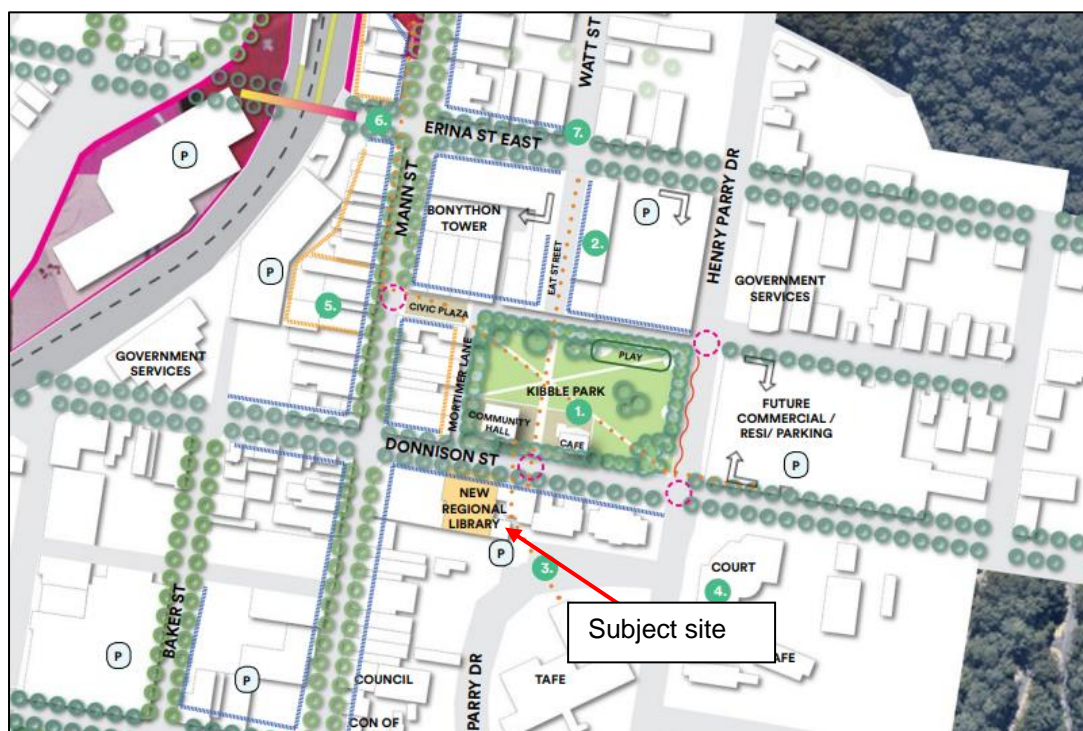 WATT ST
P
6.
ERINA ST EAST
7.
MANN ST
BONYTHON
TOWER
P
2.
EAT STREET
HENRY PARRY DR
P
GOVERNMENT
SERVICES
5.
CIVIC PLAZA
GOVERNMENT
SERVICES
MORTIMER LANE
PLAY
KIBBLE PARK
1.
COMMUNITY
HALL
CAFE
FUTURE
COMMERCIAL /
RESI/ PARKING
P
DONNISON ST
NEW
REGIONAL
LIBRARY
P
3.
COURT
4.
Subject site
BAKER ST
P
P
COUNCIL
CON OF
PARRY DR
TAFE
AFE